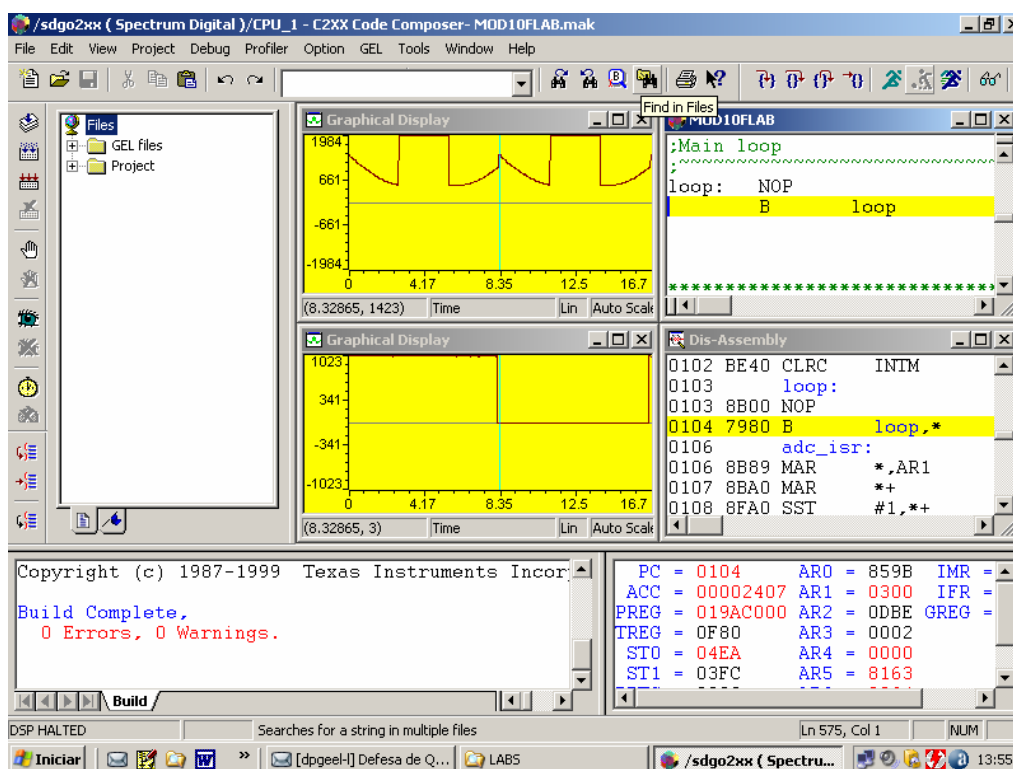 /sdgo2xx ( Spectrum Digital )/CPU_1 - C2XX Code Composer- MOD10FLAB.mak
File Edit View Project Debug Profiler Option GEL Tools Window Help
Find in Files
Files
GEL files
Project
Graphical Display
1984
661
-661
-1984
0 4.17 8.35 12.5 16.7
(8.32865, 1423) Time Lin Auto Scale
MOD10FLAB
;Main loop
;~~~~~~~~~~~~~~~~~~~~~~~~~~~~~
loop: NOP
B loop
*****************************
Graphical Display
1023
341
-341
-1023
0 4.17 8.35 12.5 16.7
(8.32865, 3) Time Lin Auto Scale
Dis-Assembly
0102 BE40 CLRC INTM
0103 loop:
0103 8B00 NOP
0104 7980 B loop,*
0106 adc_isr:
0106 8B89 MAR *,AR1
0107 8BA0 MAR *+
0108 8FA0 SST #1,*+
Copyright (c) 1987-1999 Texas Instruments Incor
Build Complete,
0 Errors, 0 Warnings.
Build
PC = 0104 AR0 = 859B IMR =
ACC = 00002407 AR1 = 0300 IFR =
PREG = 019AC000 AR2 = 0DBE GREG =
TREG = 0F80 AR3 = 0002
ST0 = 04EA AR4 = 0000
ST1 = 03FC AR5 = 8163
DSP HALTED Searches for a string in multiple files Ln 575, Col 1 NUM
Iniciar » [dpgeel-l] Defesa de Q... LABS /sdgo2xx ( Spectru... 13:55